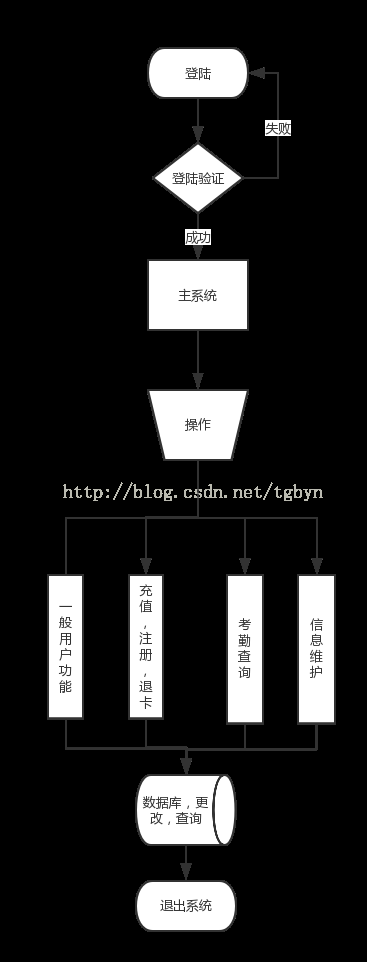 登陆
失败
登陆验证
成功
主系统
操作
http://blog.csdn.net/tgbyn
一般用户功能
充值，注册，退卡
考勤查询
信息维护
数据库，更
改，查询
退出系统